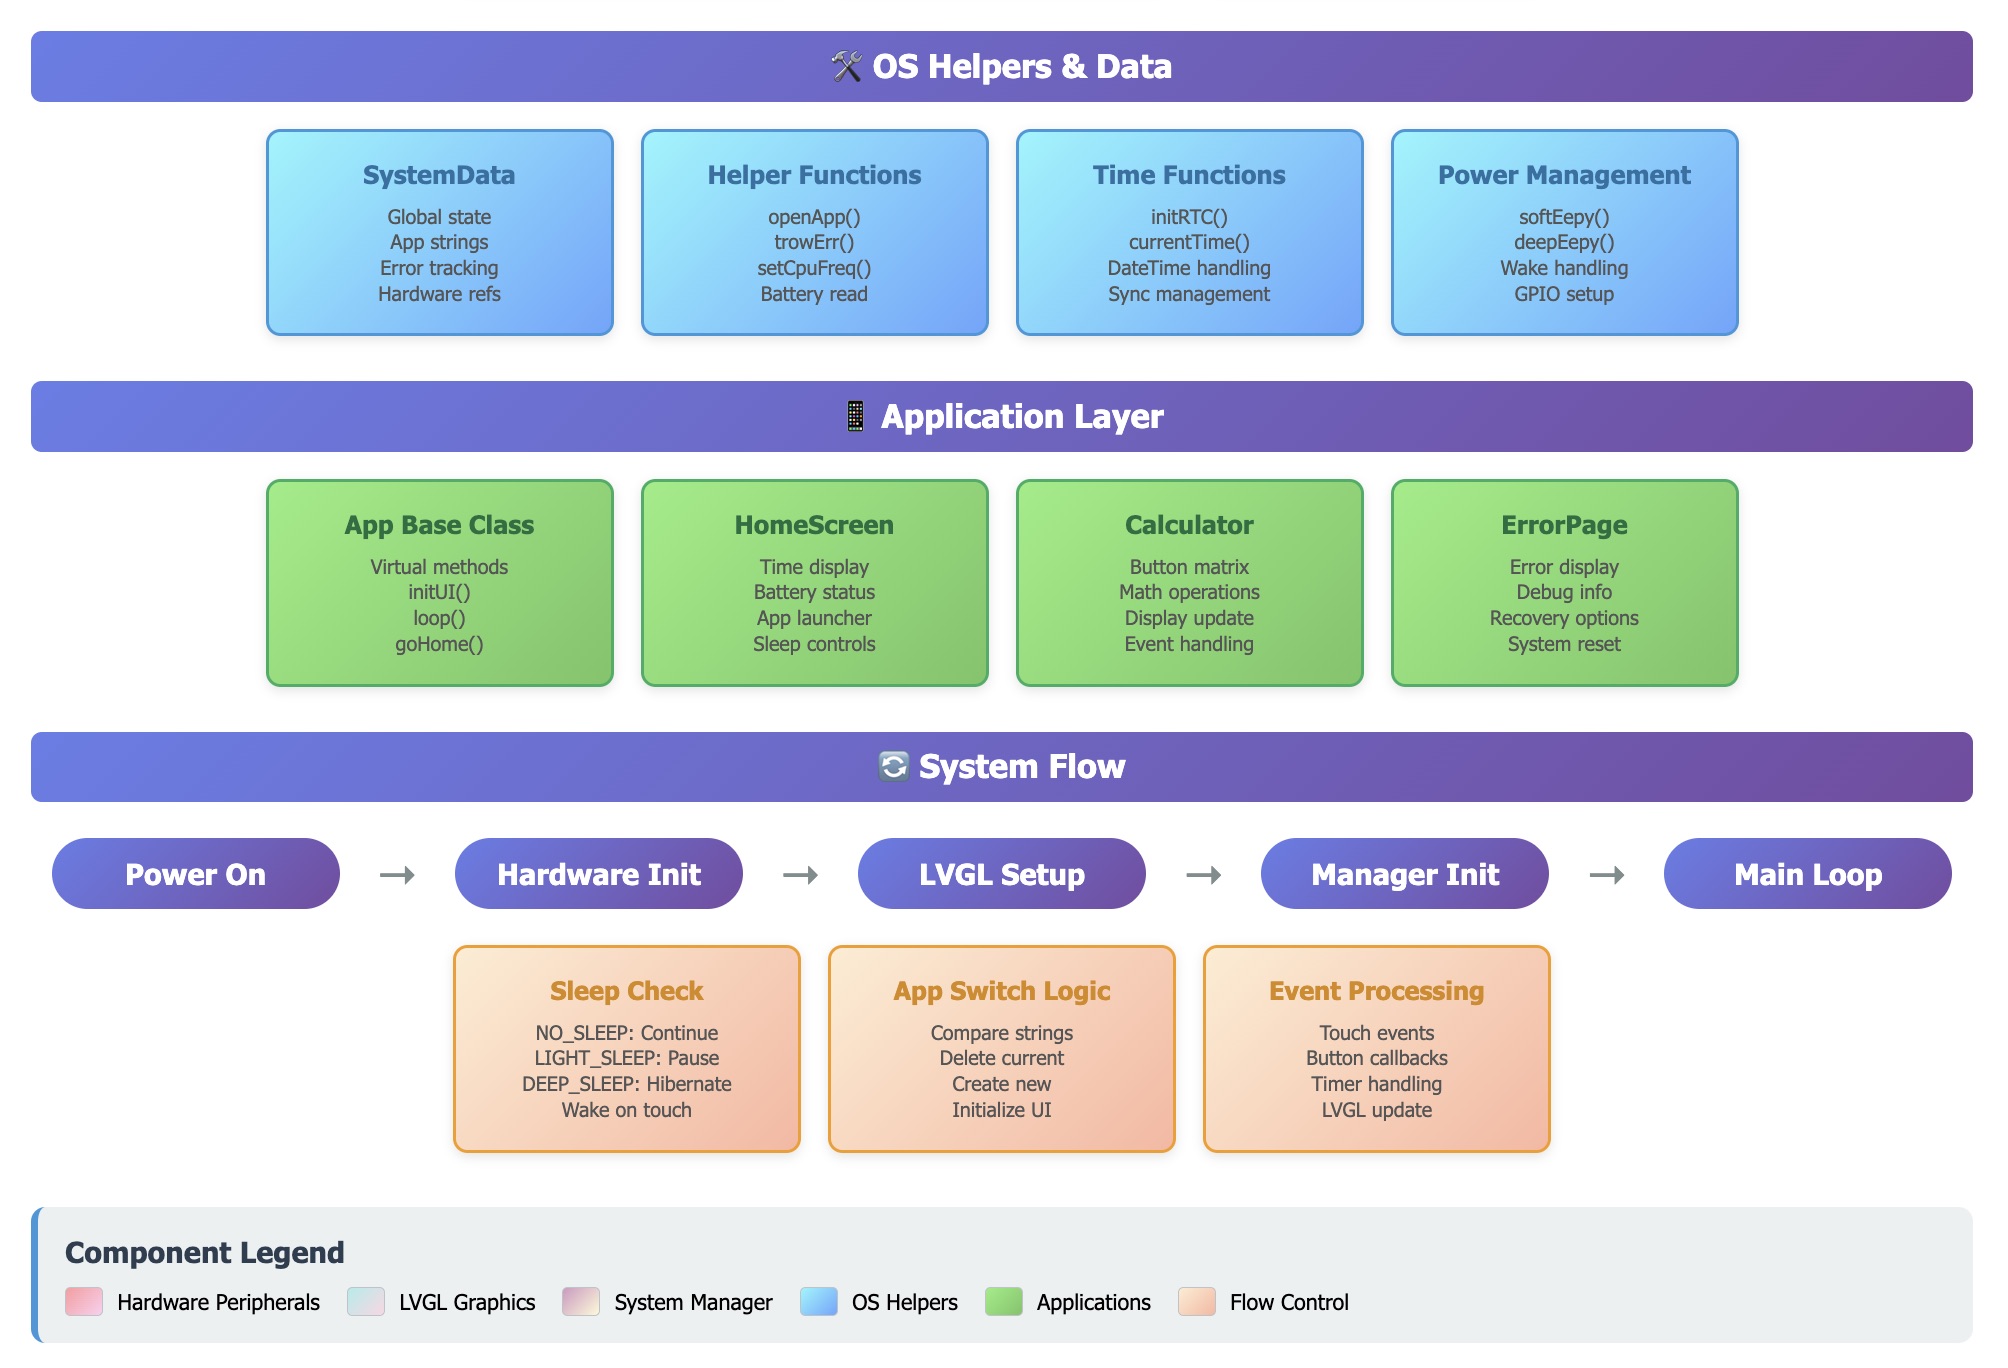 🛠 OS Helpers & Data
SystemData
Global state
App strings
Error tracking
Hardware refs
Helper Functions
openApp()
trowErr()
setCpuFreq()
Battery read
Time Functions
initRTC()
currentTime()
DateTime handling
Sync management
Power Management
softEepy()
deepEepy()
Wake handling
GPIO setup
📱 Application Layer
App Base Class
Virtual methods
initUI()
loop()
goHome()
HomeScreen
Time display
Battery status
App launcher
Sleep controls
Calculator
Button matrix
Math operations
Display update
Event handling
ErrorPage
Error display
Debug info
Recovery options
System reset
🔄 System Flow
Power On → Hardware Init → LVGL Setup → Manager Init → Main Loop
Sleep Check
NO_SLEEP: Continue
LIGHT_SLEEP: Pause
DEEP_SLEEP: Hibernate
Wake on touch
App Switch Logic
Compare strings
Delete current
Create new
Initialize UI
Event Processing
Touch events
Button callbacks
Timer handling
LVGL update
Component Legend
Hardware Peripherals LVGL Graphics System Manager OS Helpers Applications Flow Control